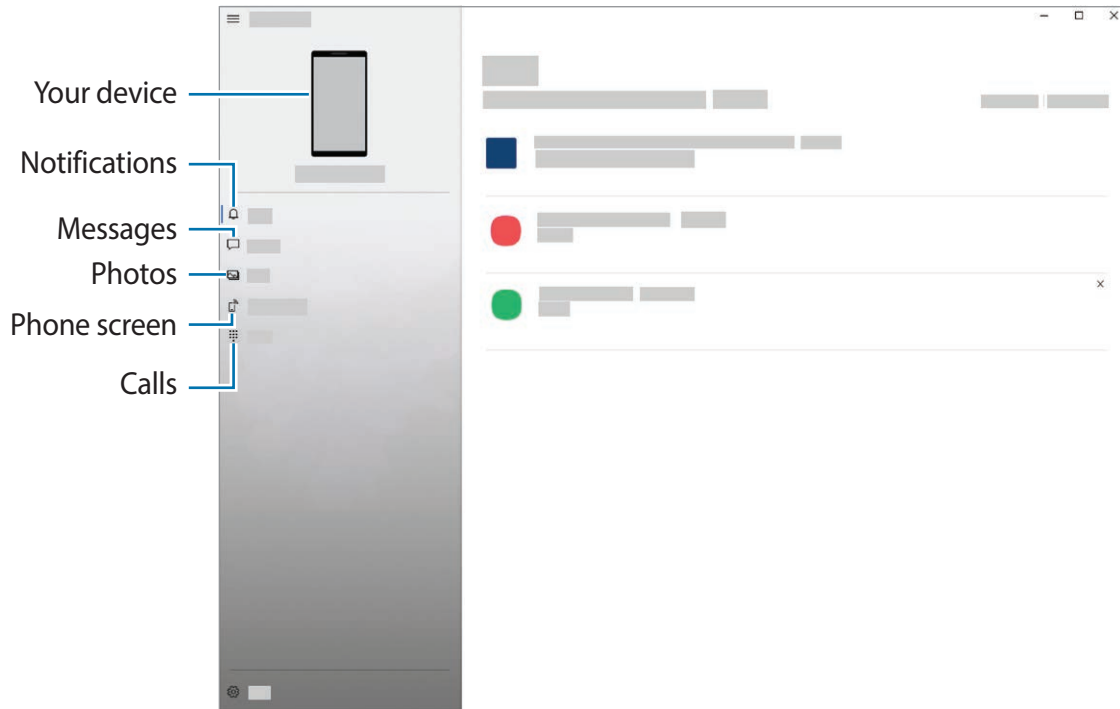 Your device
Notifications
Messages
Photos
Phone screen
Calls